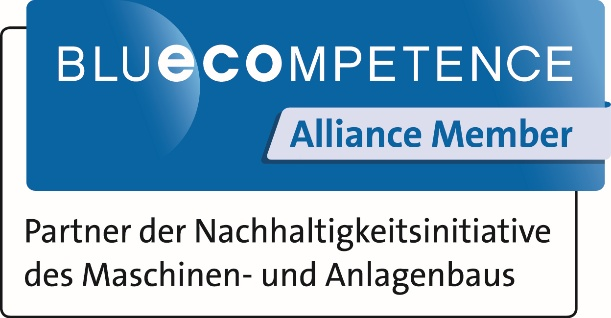 BLUeCOMPETENCE
Alliance Member
Partner der Nachhaltigkeitsinitiative
des Maschinen- und Anlagenbaus